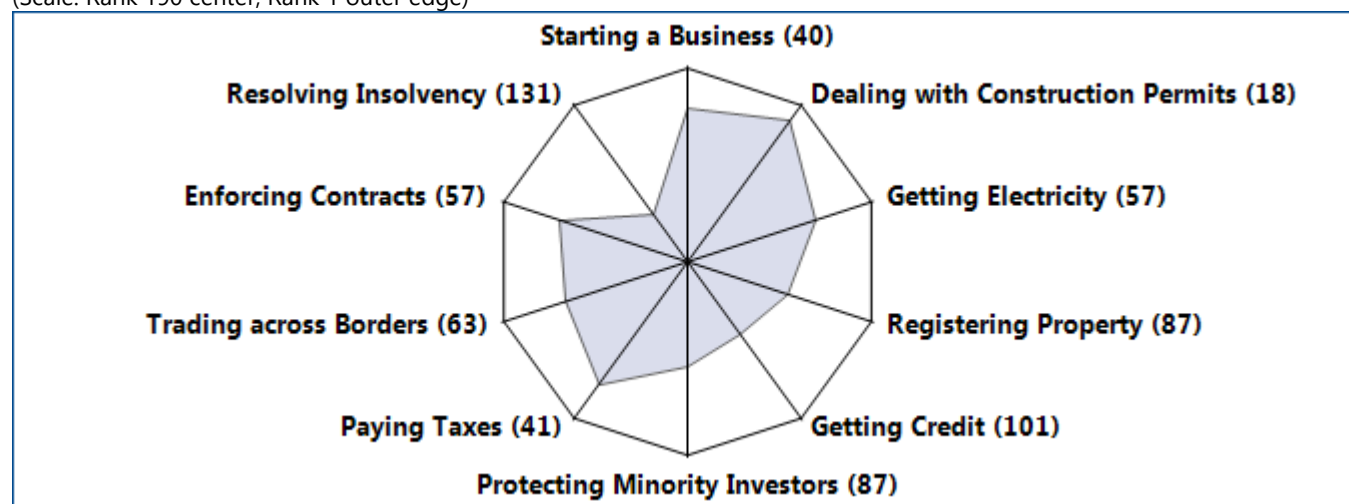 (Scale: Rank 190 center, Rank 1 outer edge)
Starting a Business (40)
Resolving Insolvency (131)
Dealing with Construction Permits (18)
Enforcing Contracts (57)
Getting Electricity (57)
Trading across Borders (63)
Registering Property (87)
Paying Taxes (41)
Getting Credit (101)
Protecting Minority Investors (87)